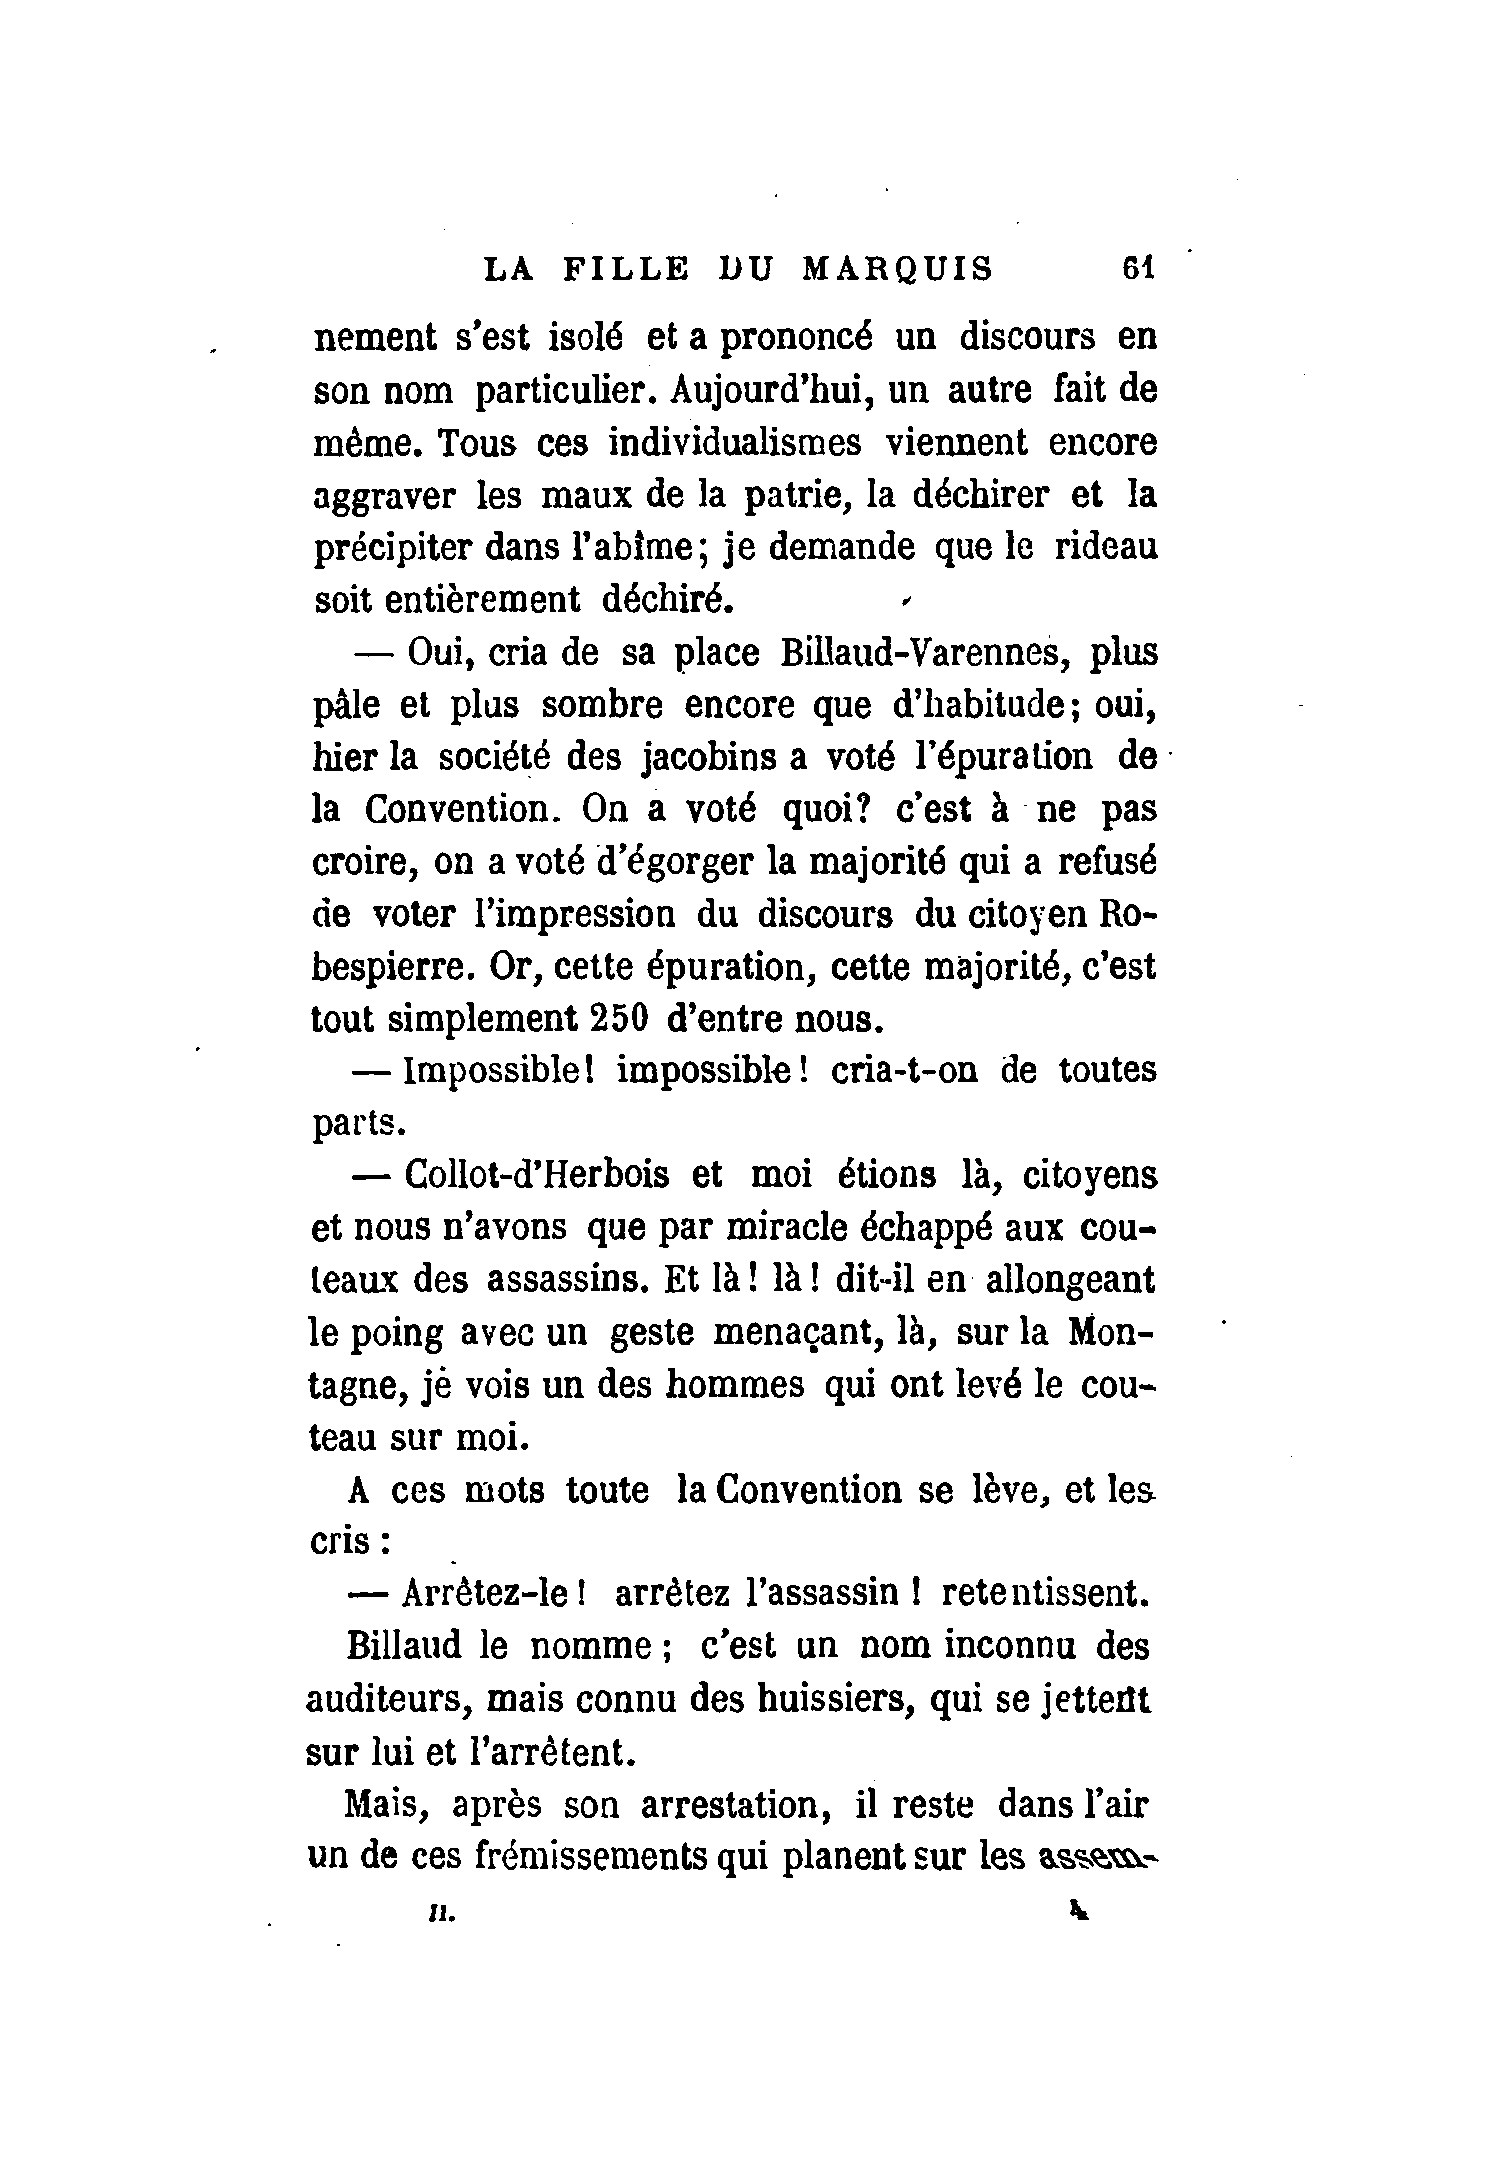 LA FILLE DU MARQUIS 61
nement s'est isolé et a prononcé un discours en
son nom particulier. Aujourd'hui, un autre fait de
même. Tous ces individualismes viennent encore
aggraver les maux de la patrie, la déchirer et la
précipiter dans l'abîme; je demande que le rideau
soit entièrement déchiré.
— Oui, cria de sa place Billaud-Varennes, plus
pâle et plus sombre encore que d'habitude; oui,
hier la société des jacobins a voté l'épuration de
la Convention. On a voté quoi? c'est à ne pas
croire, on a voté d'égorger la majorité qui a refusé
de voter l'impression du discours du citoyen Ro-
bespierre. Or, cette épuration, cette majorité, c'est
tout simplement 250 d'entre nous.
— Impossible! impossible! cria-t-on de toutes
parts.
— Collot-d'Herbois et moi étions là, citoyens
et nous n'avons que par miracle échappé aux cou-
teaux des assassins. Et là! là! dit-il en allongeant
le poing avec un geste menaçant, là, sur la Mon-
tagne, je vois un des hommes qui ont levé le cou-
teau sur moi.
A ces mots toute la Convention se lève, et les
cris :
— Arrêtez-le! arrêtez l'assassin! retentissent.
Billaud le nomme; c'est un nom inconnu des
auditeurs, mais connu des huissiers, qui se jettent
sur lui et l'arrêtent.
Mais, après son arrestation, il reste dans l'air
un de ces frémissements qui planent sur les assem-
II. 4